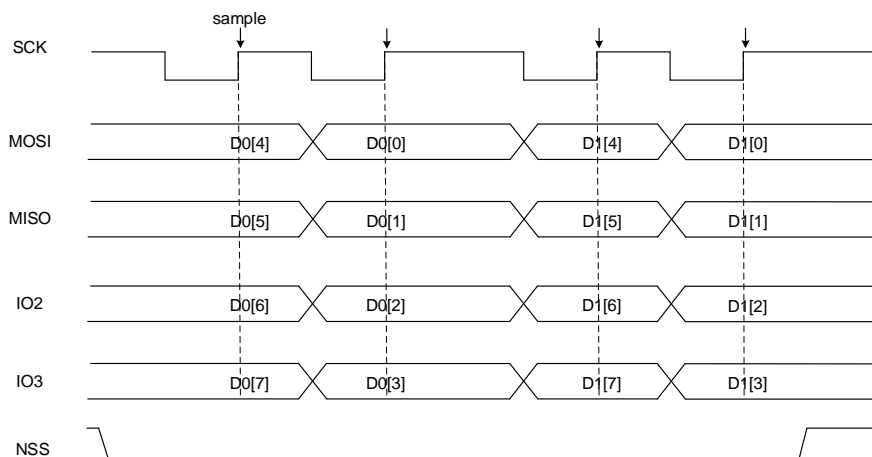 sample
SCK
MOSI D0[4] D0[0] D1[4] D1[0]
MISO D0[5] D0[1] D1[5] D1[1]
IO2 D0[6] D0[2] D1[6] D1[2]
IO3 D0[7] D0[3] D1[7] D1[3]
NSS